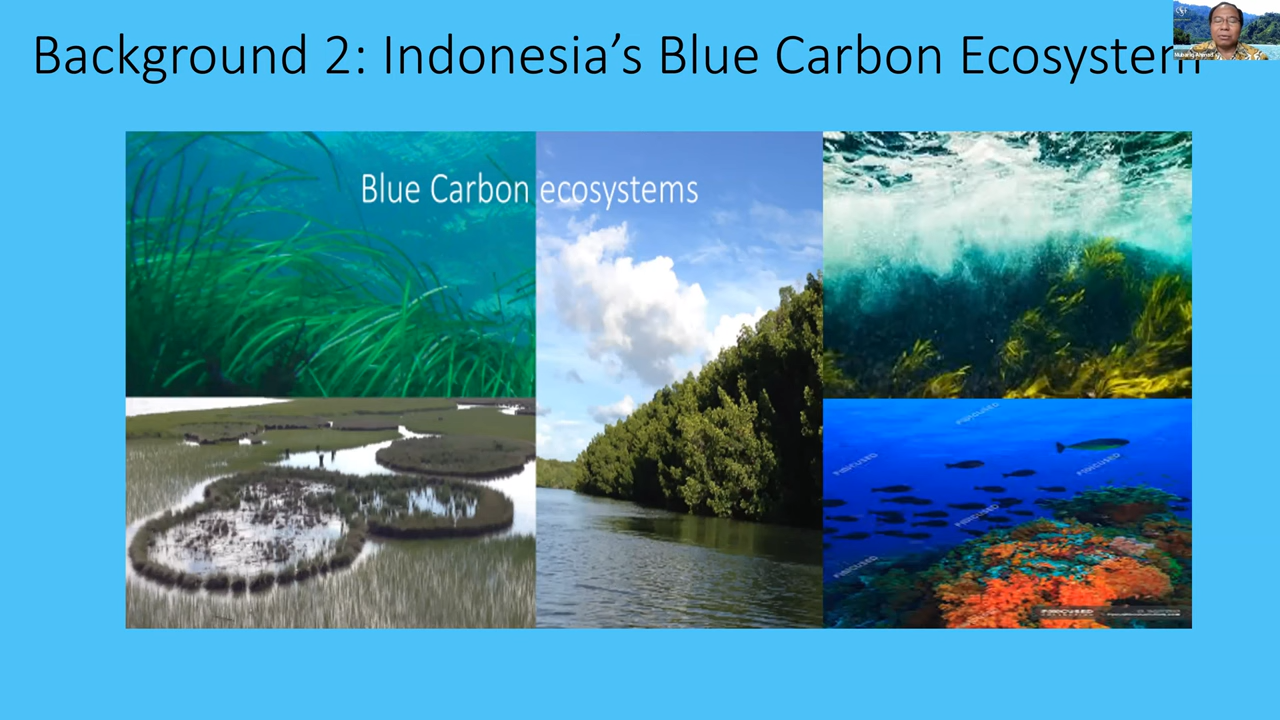 Background 2: Indonesia's Blue Carbon Ecosystem
Blue Carbon ecosystems